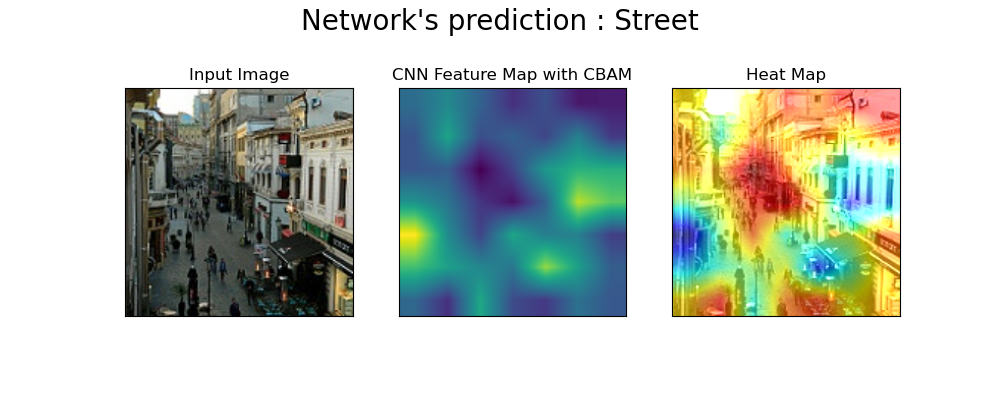 Network's prediction : Street
Input Image
CNN Feature Map with CBAM
Heat Map